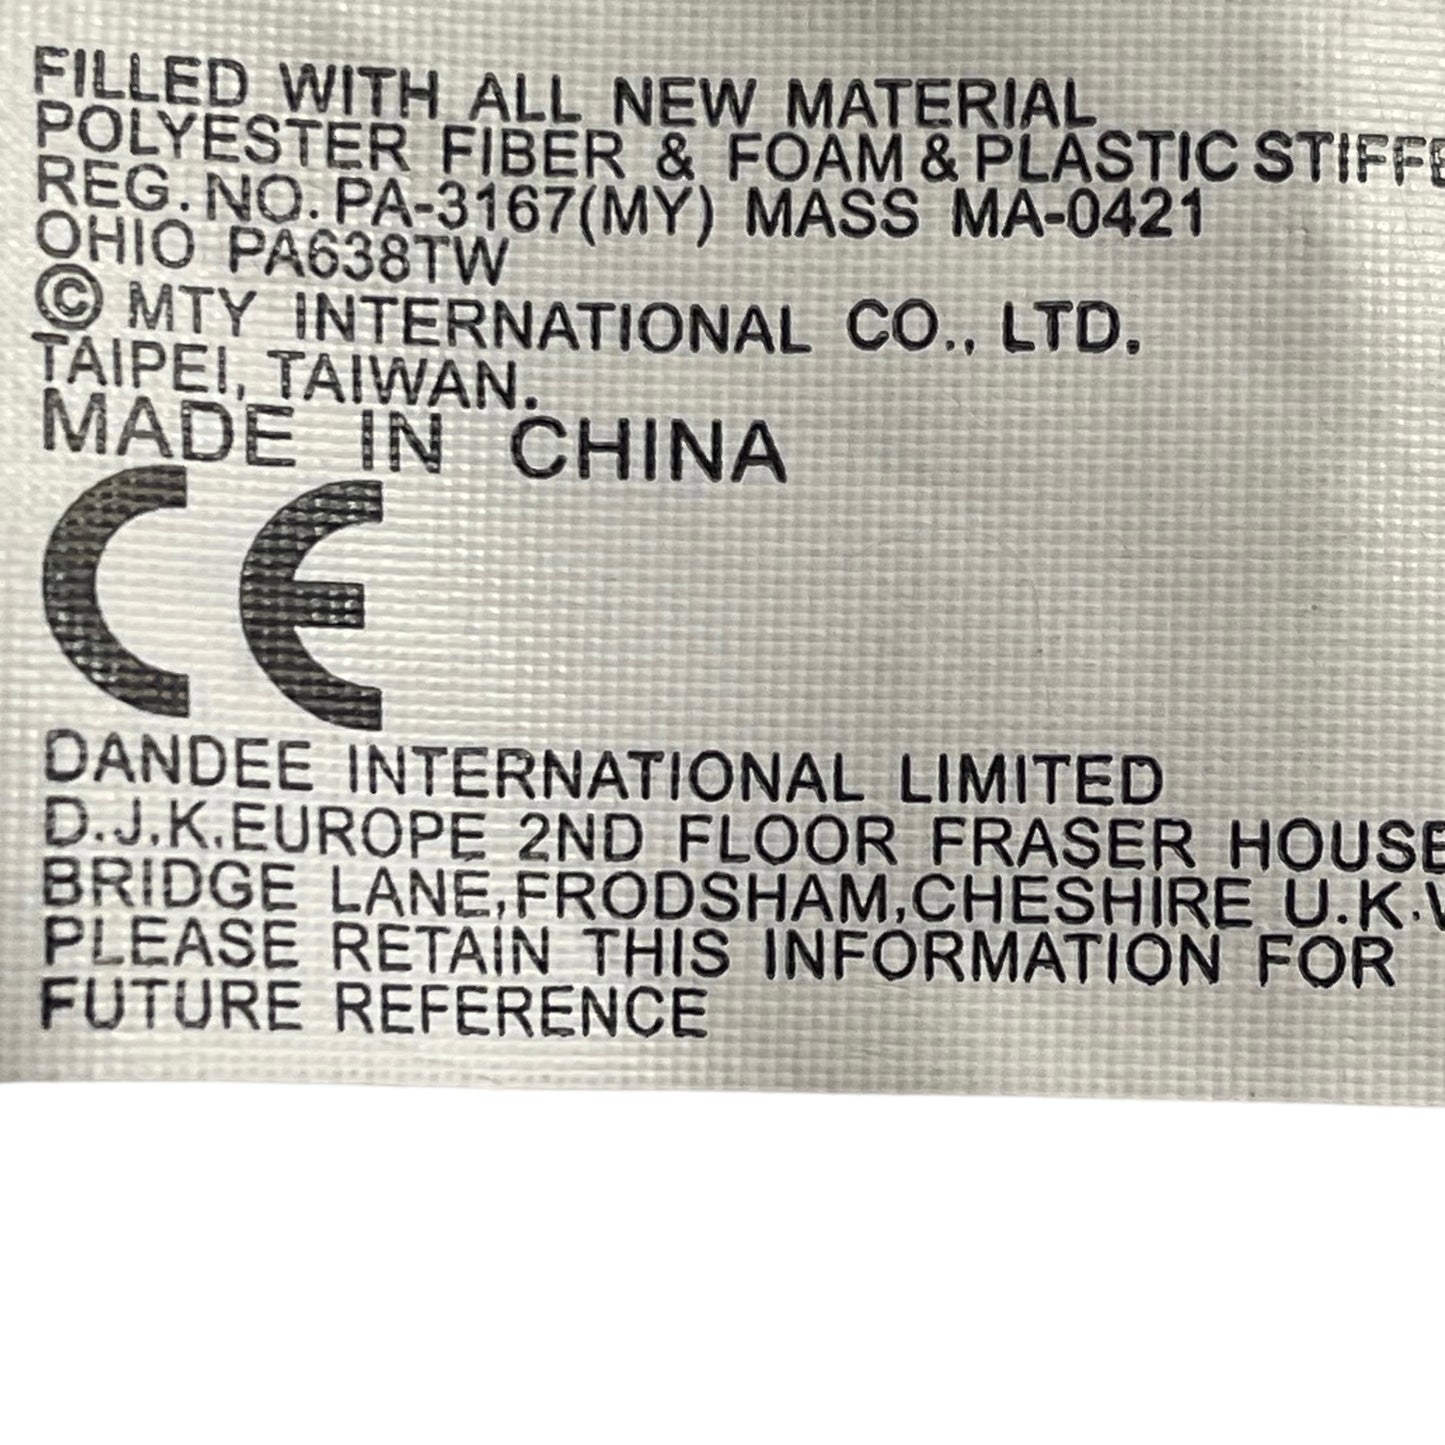 FILLED WITH ALL NEW MATERIAL
POLYESTER FIBER & FOAM & PLASTIC STIFFE
REG. NO. PA-3167(MY) MASS MA-0421
OHIO PA638TW
© MTY INTERNATIONAL CO., LTD.
TAIPEI, TAIWAN.
MADE IN CHINA
CE
DANDEE INTERNATIONAL LIMITED
D.J.K.EUROPE 2ND FLOOR FRASER HOUSE
BRIDGE LANE,FRODSHAM,CHESHIRE U.K.
PLEASE RETAIN THIS INFORMATION FOR
FUTURE REFERENCE